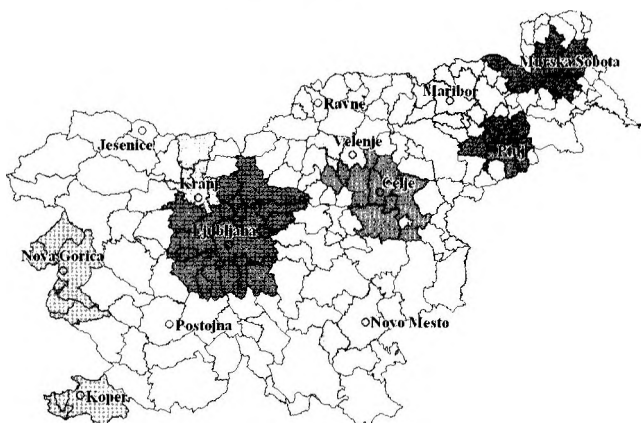 Murska Sobota
Maribor
Ravne
Jesenice
Velenje
Ptuj
Kranj
Celje
Ljubljana
Nova Gorica
Postojna
Novo Mesto
Koper